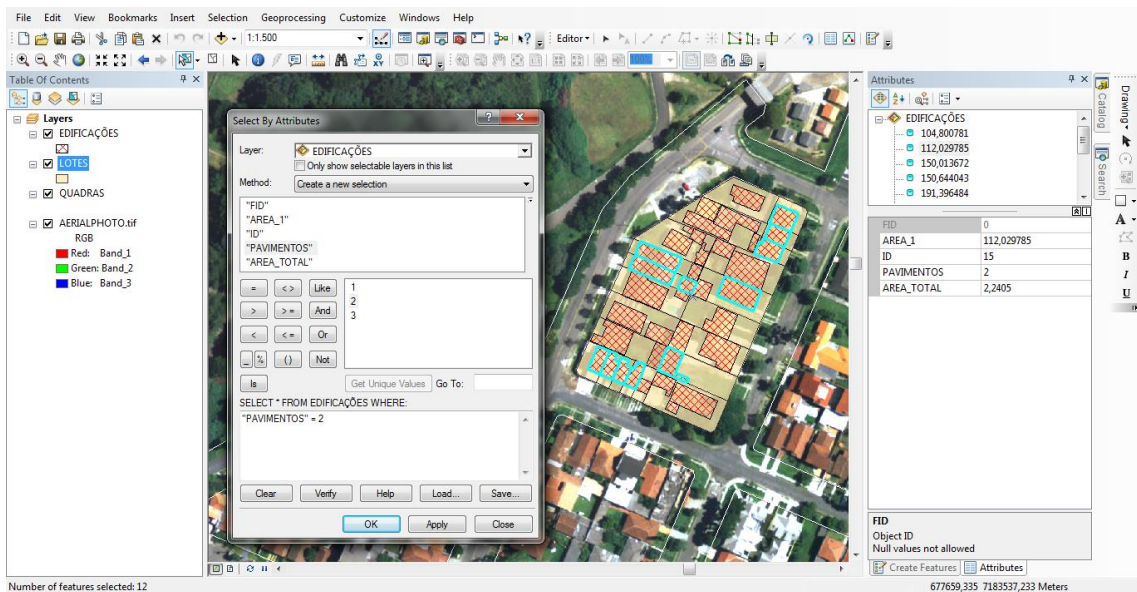 File Edit View Bookmarks Insert Selection Geoprocessing Customize Windows Help
1:1.500 Editor
100%
Table Of Contents
Layers
EDIFICAÇÕES
LOTES
QUADRAS
AERIALPHOTO.tif
RGB
Red: Band_1
Green: Band_2
Blue: Band_3
Select By Attributes
Layer: EDIFICAÇÕES
Only show selectable layers in this list
Method: Create a new selection
"FID"
"AREA_1"
"ID"
"PAVIMENTOS"
"AREA_TOTAL"
= < > Like
> > = And
< < = Or
_ % () Not
Is
1
2
3
Get Unique Values Go To:
SELECT * FROM EDIFICAÇÕES WHERE:
"PAVIMENTOS" = 2
Clear Verify Help Load... Save...
OK Apply Close
Attributes
EDIFICAÇÕES
104,800781
112,029785
150,013672
150,644043
191,396484
FID 0
AREA_1 112,029785
ID 15
PAVIMENTOS 2
AREA_TOTAL 2,2405
FID
Object ID
Null values not allowed
Create Features Attributes
Catalog
Search
Drawing
A
B
I
U
Number of features selected: 12
677659,335 7183537,233 Meters